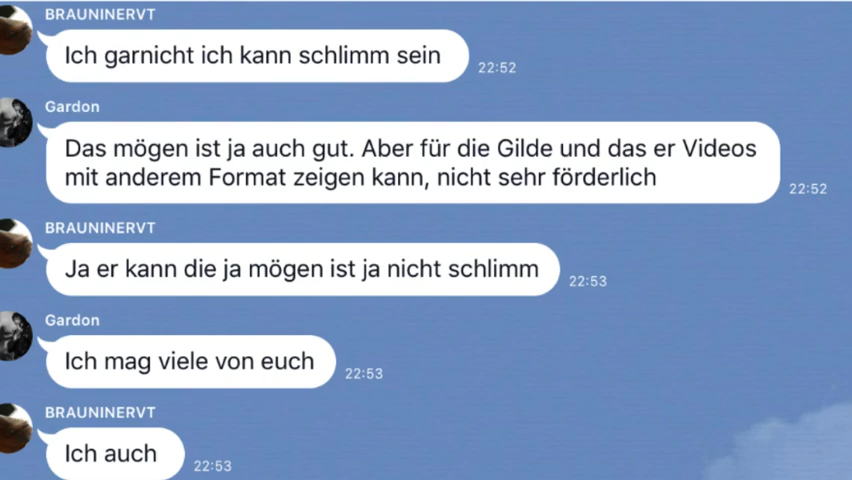 BRAUNINERVT
Ich garnicht ich kann schlimm sein
22:52
Gardon
Das mögen ist ja auch gut. Aber für die Gilde und das er Videos
mit anderem Format zeigen kann, nicht sehr förderlich
22:52
BRAUNINERVT
Ja er kann die ja mögen ist ja nicht schlimm
22:53
Gardon
Ich mag viele von euch
22:53
BRAUNINERVT
Ich auch
22:53